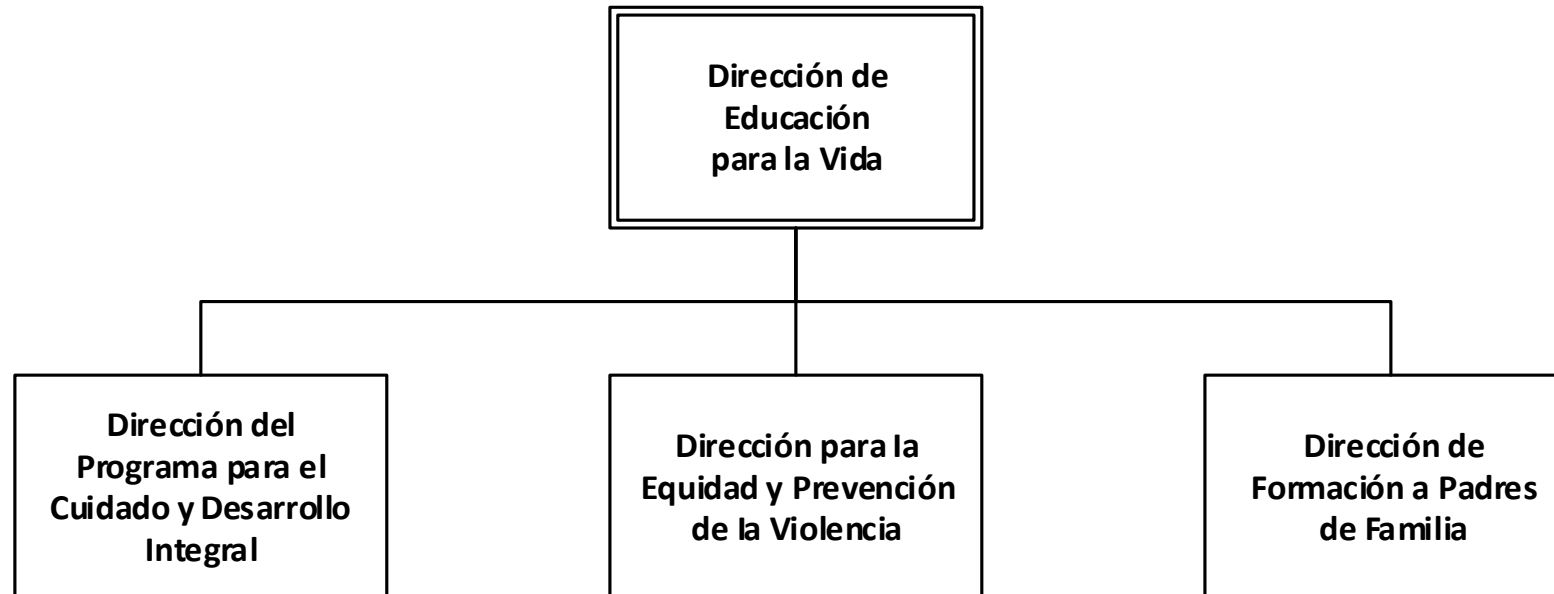 Dirección de
Educación
para la Vida
Dirección del
Programa para el
Cuidado y Desarrollo
Integral
Dirección para la
Equidad y Prevención
de la Violencia
Dirección de
Formación a Padres
de Familia